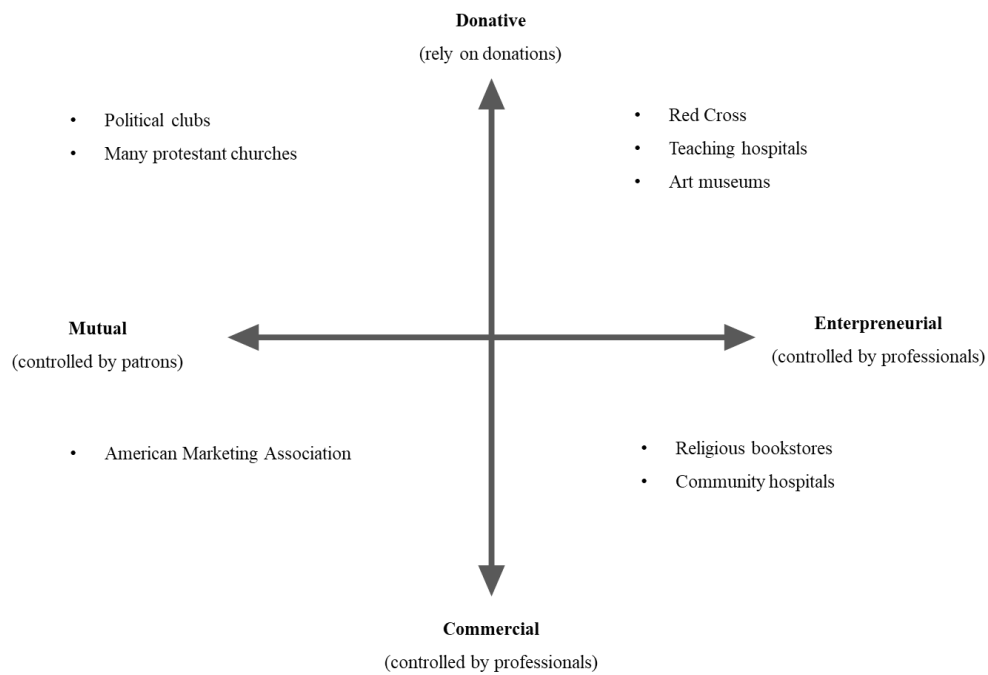 Donative
(rely on donations)
• Political clubs
• Many protestant churches
• Red Cross
• Teaching hospitals
• Art museums
Mutual
(controlled by patrons)
Enterpreneurial
(controlled by professionals)
• American Marketing Association
• Religious bookstores
• Community hospitals
Commercial
(controlled by professionals)